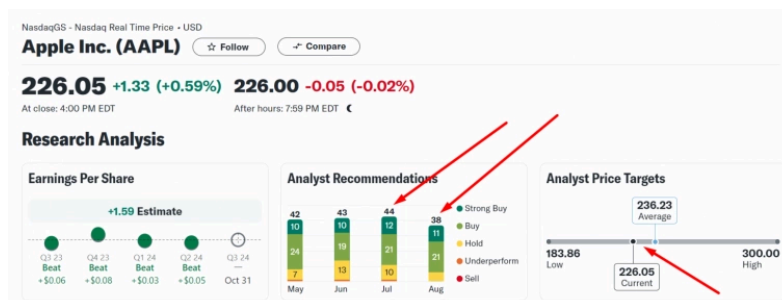 NasdaqGS - Nasdaq Real Time Price • USD
Apple Inc. (AAPL) ☆ Follow Compare
226.05 +1.33 (+0.59%) 226.00 -0.05 (-0.02%)
At close: 4:00 PM EDT After hours: 7:59 PM EDT
Research Analysis
Earnings Per Share
+1.59 Estimate
Q3 23 Q4 23 Q1 24 Q2 24 Q3 24
Beat Beat Beat Beat —
+$0.06 +$0.08 +$0.03 +$0.05 Oct 31
Analyst Recommendations
42 43 44 38
10 10 12 11
24 19 21 21
7 13 10
May Jun Jul Aug
Strong Buy
Buy
Hold
Underperform
Sell
Analyst Price Targets
236.23
Average
183.86 300.00
Low High
226.05
Current